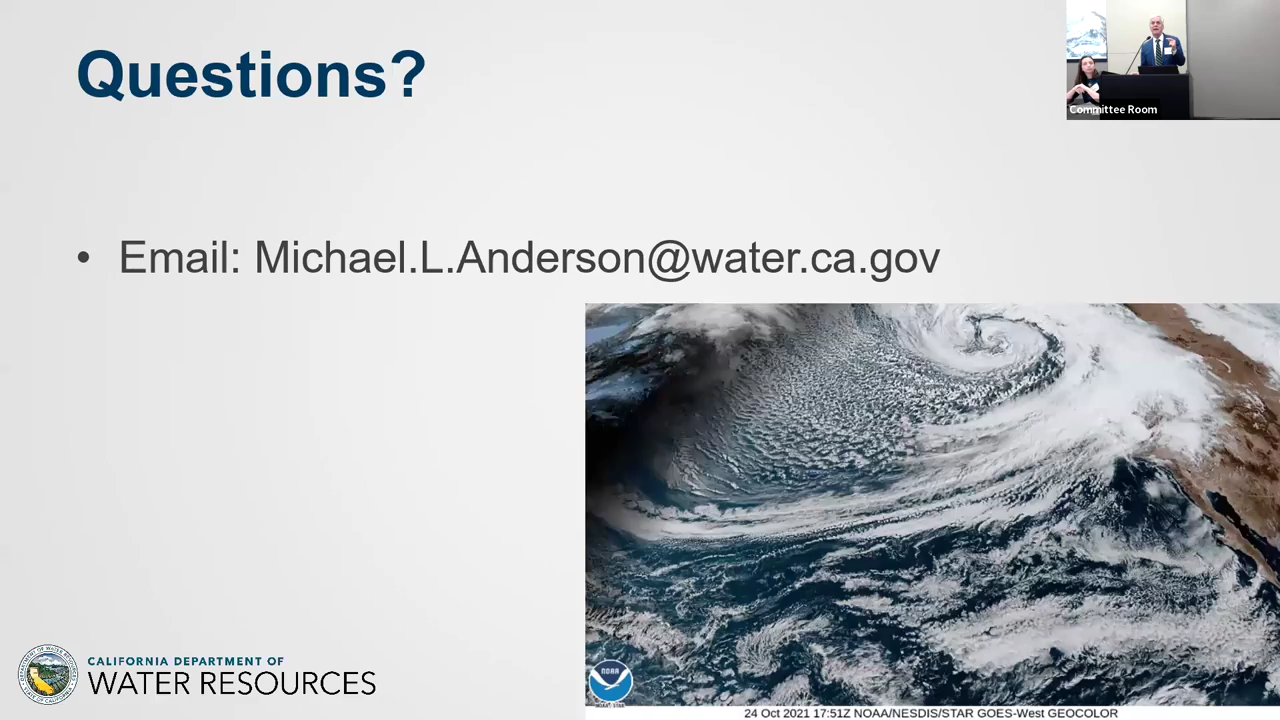 Questions?
Committee Room
• Email: Michael.L.Anderson@water.ca.gov
CALIFORNIA DEPARTMENT OF
WATER RESOURCES
NOAA
24 Oct 2021 17:51Z NOAA/NESDIS/STAR GOES-West GEOCOLOR